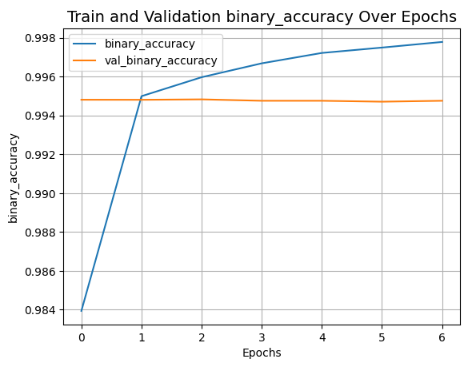 Train and Validation binary_accuracy Over Epochs
binary_accuracy
val_binary_accuracy
0.998
0.996
0.994
0.992
0.990
0.988
0.986
0.984
binary_accuracy
0 1 2 3 4 5 6
Epochs